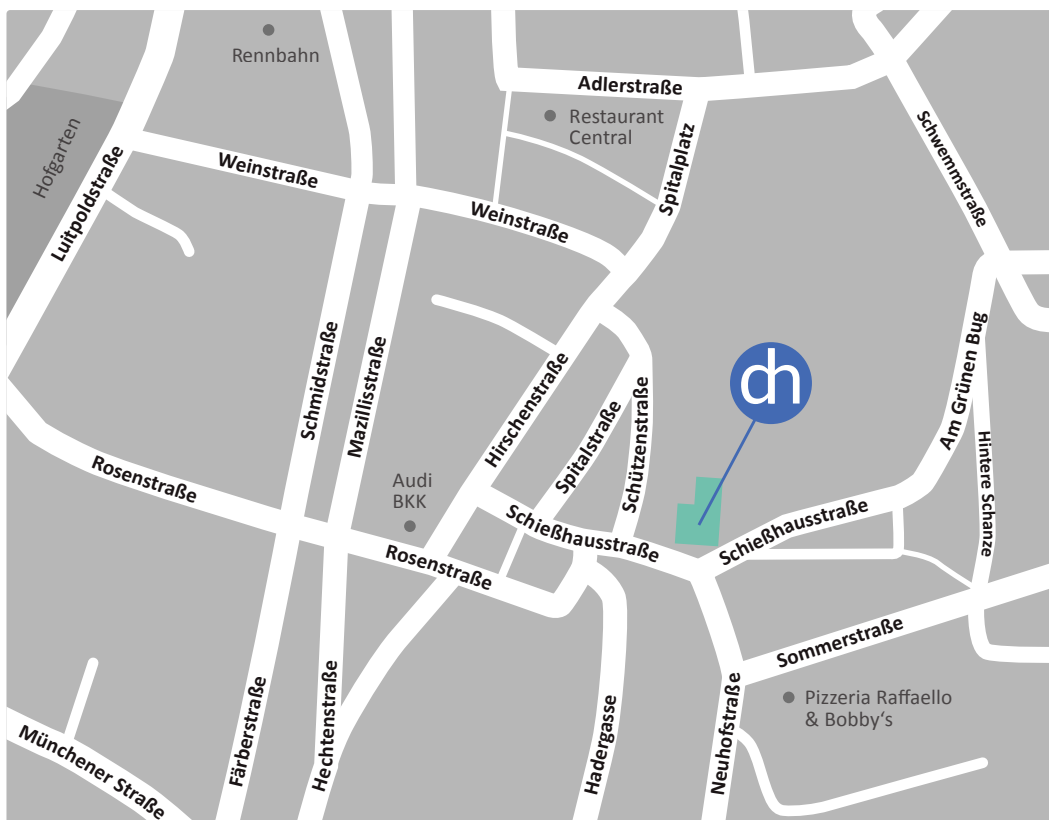 Rennbahn
Adlerstraße
Restaurant
Central
Hofgarten
Luitpoldstraße
Weinstraße
Spitalplatz
Schwemmstraße
Weinstraße
Schmidstraße
Mazillisstraße
Hirschenstraße
Spitalstraße
Schützenstraße
dh
Am Grünen Bug
Hintere Schanze
Rosenstraße
Audi
BKK
Schießhausstraße
Schießhausstraße
Rosenstraße
Sommerstraße
Münchener Straße
Färberstraße
Hechtenstraße
Hadergasse
Neuhofstraße
Pizzeria Raffaello
& Bobby‘s